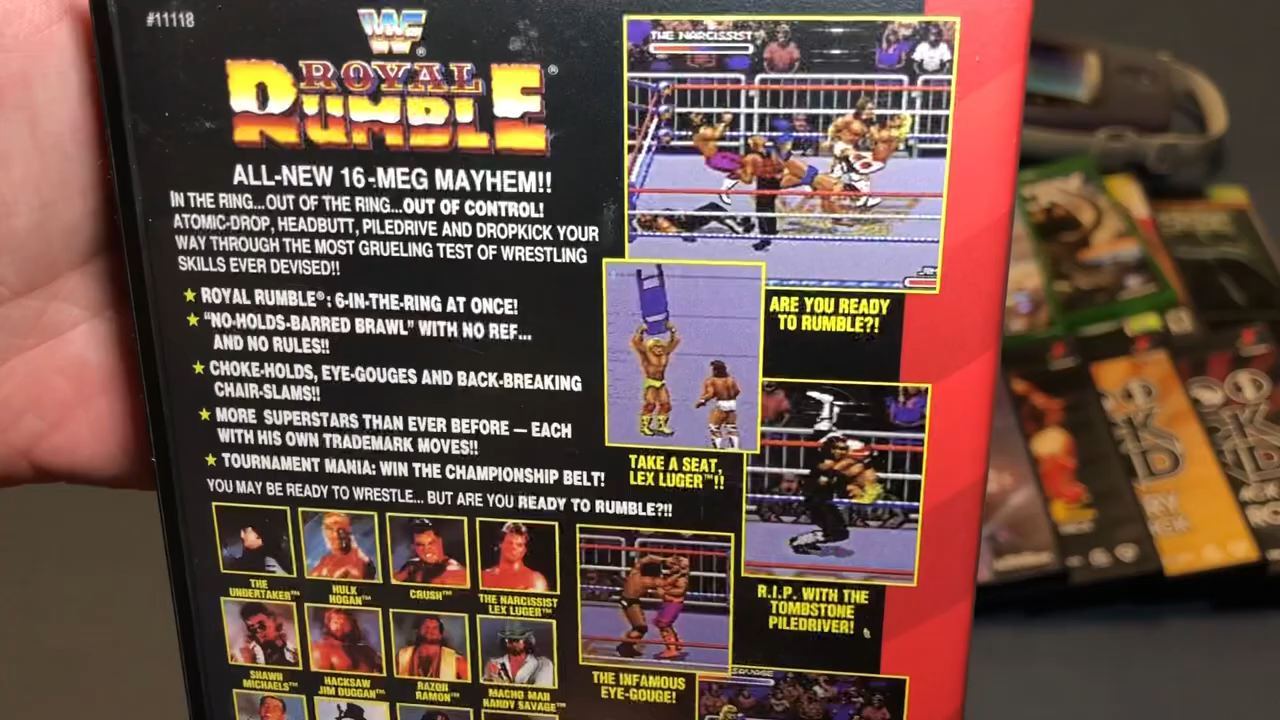 #11118
WF
ROYAL
RUMBLE
ALL-NEW 16-MEG MAYHEM!!
IN THE RING...OUT OF THE RING...OUT OF CONTROL!
ATOMIC-DROP, HEADBUTT, PILEDRIVE AND DROPKICK YOUR
WAY THROUGH THE MOST GRUELING TEST OF WRESTLING
SKILLS EVER DEVISED!!
★ ROYAL RUMBLE®: 6-IN-THE-RING AT ONCE!
★ "NO-HOLDS-BARRED BRAWL" WITH NO REF...
AND NO RULES!!
★ CHOKE-HOLDS, EYE-GOUGES AND BACK-BREAKING
CHAIR-SLAMS!!
★ MORE SUPERSTARS THAN EVER BEFORE — EACH
WITH HIS OWN TRADEMARK MOVES!!
★ TOURNAMENT MANIA: WIN THE CHAMPIONSHIP BELT!
YOU MAY BE READY TO WRESTLE... BUT ARE YOU READY TO RUMBLE?!!
THE
UNDERTAKER™
HULK
HOGAN™
CRUSH™
THE NARCISSIST
LEX LUGER™
SHAWN
MICHAELS™
HACKSAW
JIM DUGGAN™
RAZOR
RAMON™
MACHO MAN
RANDY SAVAGE™
THE NARCISSIST
ARE YOU READY
TO RUMBLE?!
TAKE A SEAT,
LEX LUGER™!!
R.I.P. WITH THE
TOMBSTONE
PILEDRIVER!
THE INFAMOUS
EYE-GOUGE!
SAVAGE